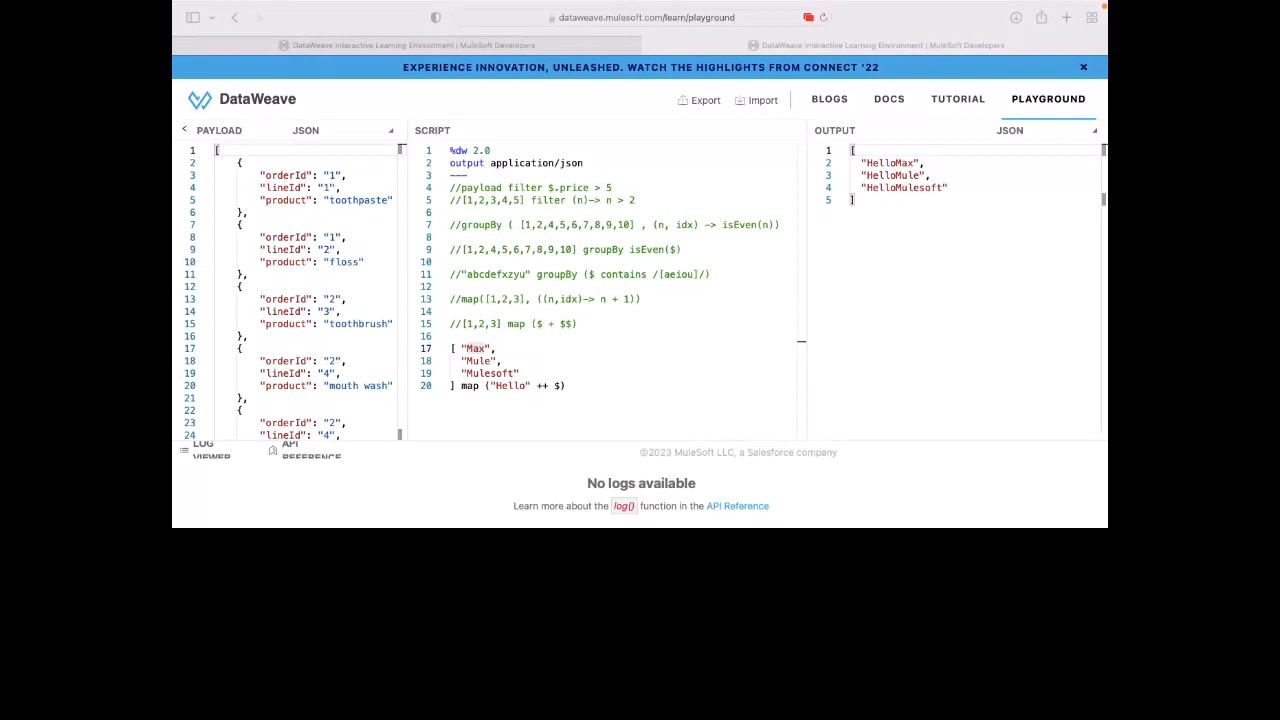 dataweave.mulesoft.com/learn/playground
DataWeave Interactive Learning Environment | MuleSoft Developers
DataWeave Interactive Learning Environment | MuleSoft Developers
EXPERIENCE INNOVATION, UNLEASHED. WATCH THE HIGHLIGHTS FROM CONNECT '22
DataWeave
Export
Import
BLOGS
DOCS
TUTORIAL
PLAYGROUND
PAYLOAD
JSON
1 [
2 {
3 "orderId": "1",
4 "lineId": "1",
5 "product": "toothpaste"
6 },
7 {
8 "orderId": "1",
9 "lineId": "2",
10 "product": "floss"
11 },
12 {
13 "orderId": "2",
14 "lineId": "3",
15 "product": "toothbrush"
16 },
17 {
18 "orderId": "2",
19 "lineId": "4",
20 "product": "mouth wash"
21 },
22 {
23 "orderId": "2",
24 "lineId": "4",
SCRIPT
1 %dw 2.0
2 output application/json
3 ---
4 //payload filter $.price > 5
5 //[1,2,3,4,5] filter (n)-> n > 2
6
7 //groupBy ( [1,2,4,5,6,7,8,9,10] , (n, idx) -> isEven(n))
8
9 //[1,2,4,5,6,7,8,9,10] groupBy isEven($)
10
11 //"abcdefxzyu" groupBy ($ contains /[aeiou]/)
12
13 //map([1,2,3], ((n,idx)-> n + 1))
14
15 //[1,2,3] map ($ + $$)
16
17 [ "Max",
18 "Mule",
19 "Mulesoft"
20 ] map ("Hello" ++ $)
OUTPUT
JSON
1 [
2 "HelloMax",
3 "HelloMule",
4 "HelloMulesoft"
5 ]
LOG
VIEWER
API
REFERENCE
©2023 MuleSoft LLC, a Salesforce company
No logs available
Learn more about the log() function in the API Reference